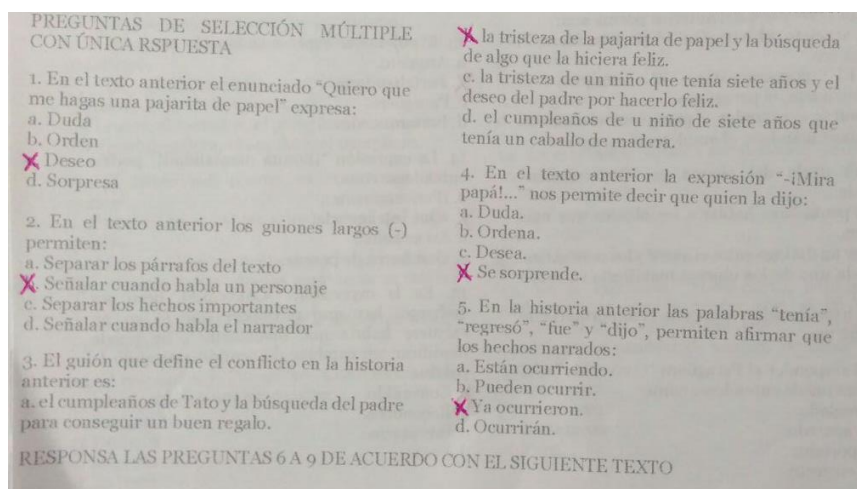 PREGUNTAS DE SELECCIÓN MÚLTIPLE
CON ÚNICA RSPUESTA
1. En el texto anterior el enunciado “Quiero que
me hagas una pajarita de papel” expresa:
a. Duda
b. Orden
Deseo
d. Sorpresa
2. En el texto anterior los guiones largos (-)
permiten:
a. Separar los párrafos del texto
Señalar cuando habla un personaje
c. Separar los hechos importantes
d. Señalar cuando habla el narrador
3. El guión que define el conflicto en la historia
anterior es:
a. el cumpleaños de Tato y la búsqueda del padre
para conseguir un buen regalo.
la tristeza de la pajarita de papel y la búsqueda
de algo que la hiciera feliz.
c. la tristeza de un niño que tenía siete años y el
deseo del padre por hacerlo feliz.
d. el cumpleaños de u niño de siete años que
tenía un caballo de madera.
4. En el texto anterior la expresión “-¡Mira
papá!...” nos permite decir que quien la dijo:
a. Duda.
b. Ordena.
c. Desea.
Se sorprende.
5. En la historia anterior las palabras “tenía”,
“regresó”, “fue” y “dijo”, permiten afirmar que
los hechos narrados:
a. Están ocurriendo.
b. Pueden ocurrir.
Ya ocurrieron.
d. Ocurrirán.
RESPONSA LAS PREGUNTAS 6 A 9 DE ACUERDO CON EL SIGUIENTE TEXTO